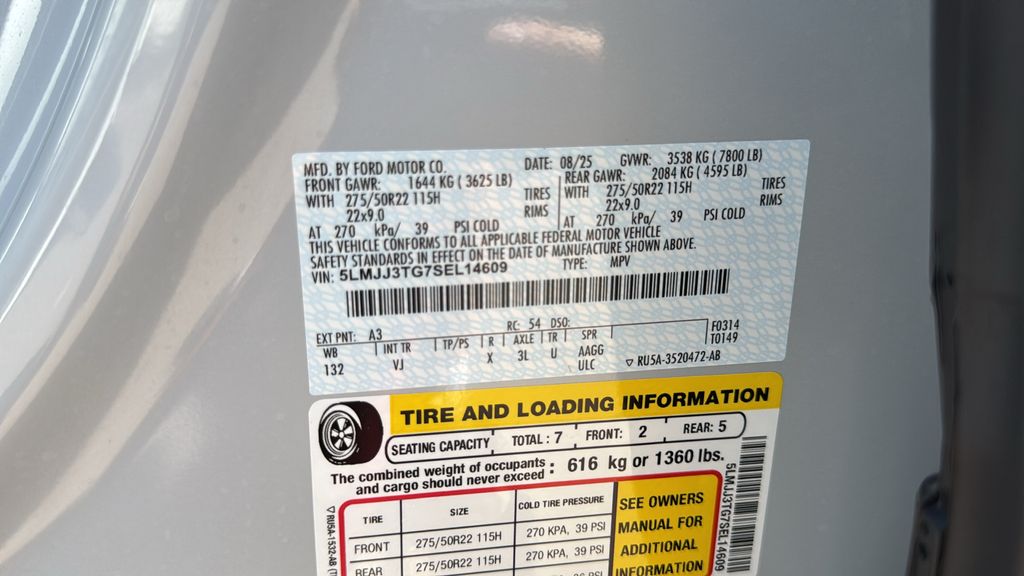 MFD. BY FORD MOTOR CO. DATE: 08/25 GVWR: 3538 KG ( 7800 LB)
FRONT GAWR: 1644 KG ( 3625 LB) REAR GAWR: 2084 KG ( 4595 LB)
WITH 275/50R22 115H TIRES WITH 275/50R22 115H TIRES
22x9.0 RIMS 22x9.0 RIMS
AT 270 kPa/ 39 PSI COLD AT 270 kPa/ 39 PSI COLD
THIS VEHICLE CONFORMS TO ALL APPLICABLE FEDERAL MOTOR VEHICLE
SAFETY STANDARDS IN EFFECT ON THE DATE OF MANUFACTURE SHOWN ABOVE.
VIN: 5LMJJ3TG7SEL14609 TYPE: MPV
EXT PNT: A3 RC: 54 DSO: F0314
WB INT TR TP/PS R AXLE TR SPR T0149
132 VJ X 3L U AAGG
ULC ▽ RU5A-3520472-AB
TIRE AND LOADING INFORMATION
SEATING CAPACITY TOTAL : 7 FRONT: 2 REAR: 5
The combined weight of occupants and cargo should never exceed : 616 kg or 1360 lbs.
TIRE SIZE COLD TIRE PRESSURE
FRONT 275/50R22 115H 270 KPA, 39 PSI
REAR 275/50R22 115H 270 KPA, 39 PSI
SEE OWNERS
MANUAL FOR
ADDITIONAL
INFORMATION
5LMJJ3TG7SEL14609
▽ RU5A-1532-AB